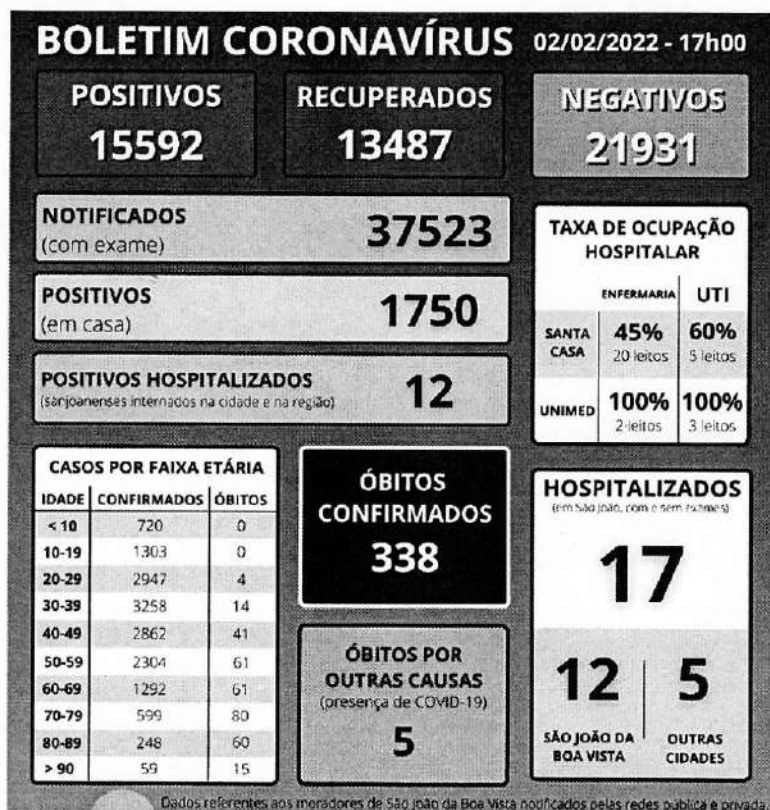 BOLETIM CORONAVÍRUS 02/02/2022 - 17h00
POSITIVOS
15592
RECUPERADOS
13487
NEGATIVOS
21931
NOTIFICADOS
(com exame)
37523
POSITIVOS
(em casa)
1750
POSITIVOS HOSPITALIZADOS
(sanjoanenses internados na cidade e na região)
12
TAXA DE OCUPAÇÃO
HOSPITALAR
ENFERMARIA UTI
SANTA CASA 45% 60%
20 leitos 5 leitos
UNIMED 100% 100%
2 leitos 3 leitos
CASOS POR FAIXA ETÁRIA
IDADE CONFIRMADOS ÓBITOS
< 10 720 0
10-19 1303 0
20-29 2947 4
30-39 3258 14
40-49 2862 41
50-59 2304 61
60-69 1292 61
70-79 599 80
80-89 248 60
> 90 59 15
ÓBITOS
CONFIRMADOS
338
ÓBITOS POR
OUTRAS CAUSAS
(presença de COVID-19)
5
HOSPITALIZADOS
(em São João, com e sem exames)
17
12
SÃO JOÃO DA
BOA VISTA
5
OUTRAS
CIDADES
Dados referentes aos moradores de São João da Boa Vista notificados pelas redes pública e privada